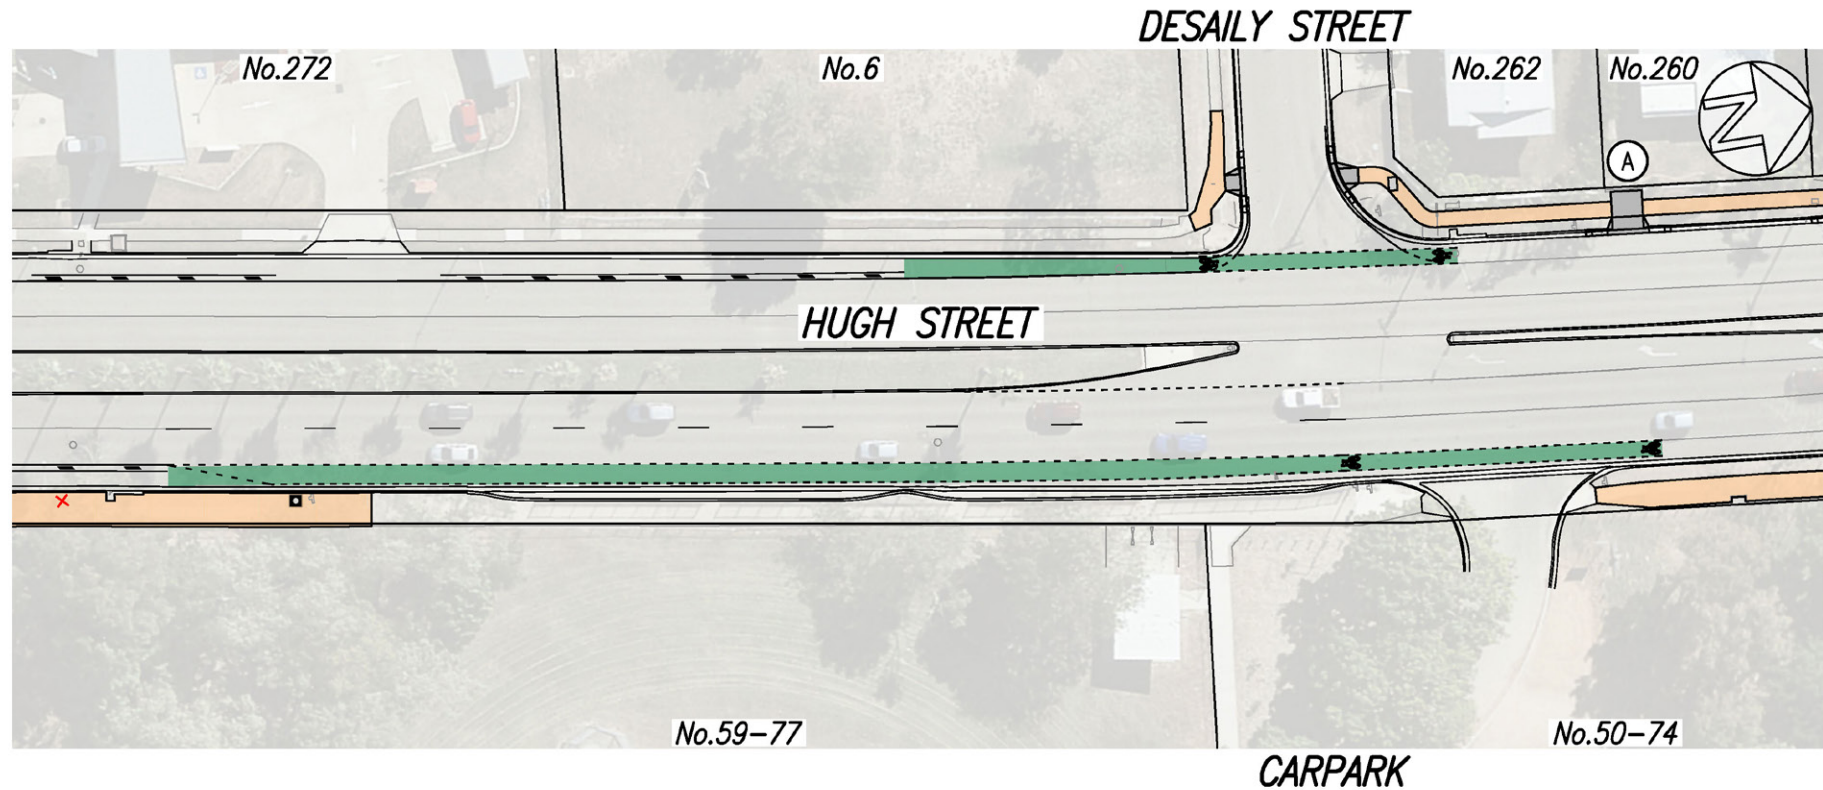 DESAILY STREET
No.272
No.6
No.262
No.260
N
A
HUGH STREET
No.59-77
No.50-74
CARPARK